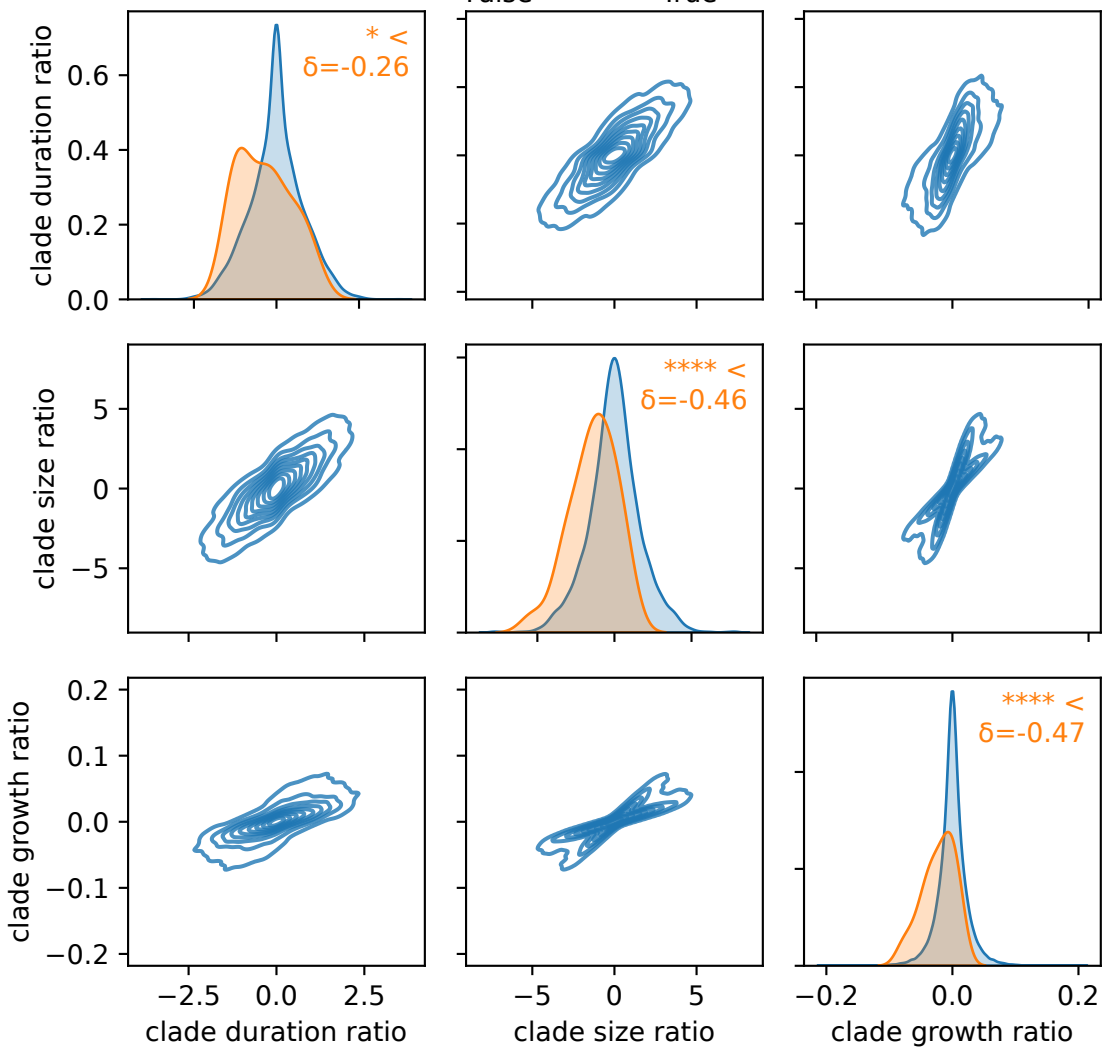 True
clade duration ratio
0.6
0.4
0.2
0.0
* <
δ=-0.26
clade size ratio
5
0
−5
**** <
δ=-0.46
clade growth ratio
0.2
0.1
0.0
−0.1
−0.2
**** <
δ=-0.47
−2.5 0.0 2.5
−5 0 5
−0.2 0.0 0.2
clade duration ratio
clade size ratio
clade growth ratio